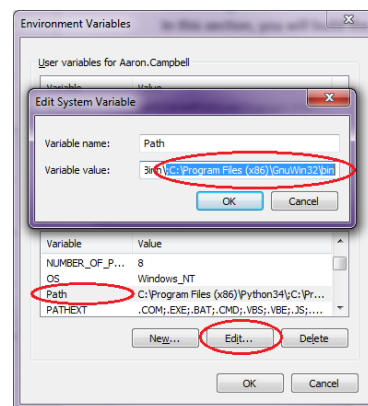 Environment Variables
User variables for Aaron.Campbell
Variable Value
Edit System Variable
Variable name: Path
Variable value: Binn\;C:\Program Files (x86)\GnuWin32\bin
OK Cancel
Variable Value
NUMBER_OF_P... 8
OS Windows_NT
Path C:\Program Files (x86)\Python34\;C:\Pr...
PATHEXT .COM;.EXE;.BAT;.CMD;.VBS;.VBE;.JS;....
New... Edit... Delete
OK Cancel